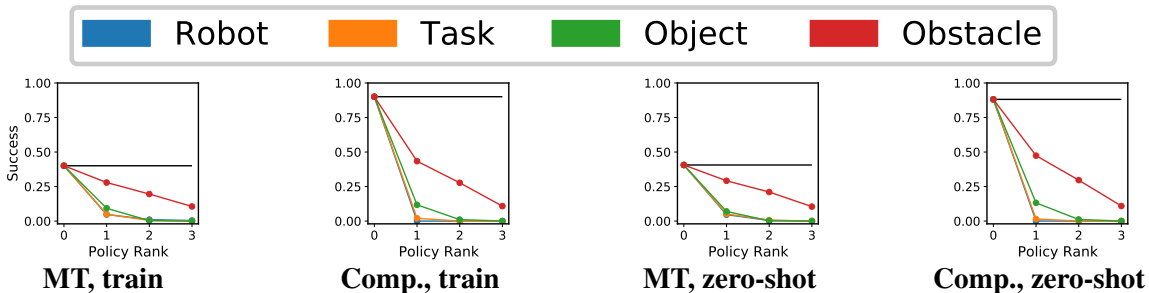 Robot Task Object Obstacle
1.00 1.00 1.00 1.00
0.75 0.75 0.75 0.75
Success
0.50 0.50 0.50 0.50
0.25 0.25 0.25 0.25
0.00 0.00 0.00 0.00
0 1 2 3 0 1 2 3 0 1 2 3 0 1 2 3
Policy Rank Policy Rank Policy Rank Policy Rank
MT, train Comp., train MT, zero-shot Comp., zero-shot